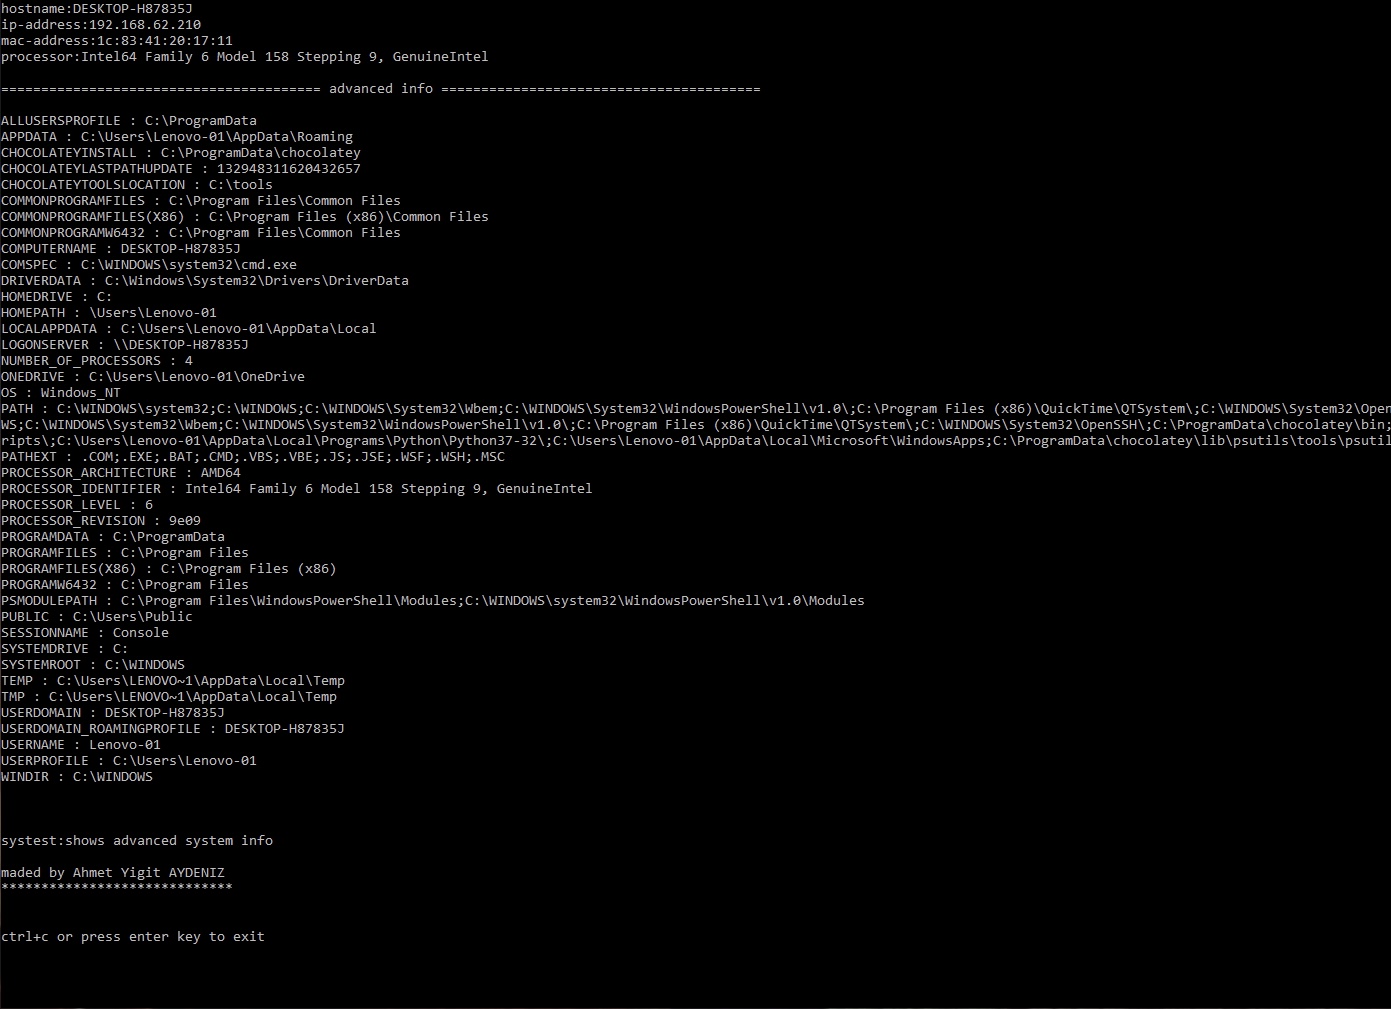 hostname:DESKTOP-H87835J
ip-address:192.168.62.210
mac-address:1c:83:41:20:17:11
processor:Intel64 Family 6 Model 158 Stepping 9, GenuineIntel
======================================== advanced info ========================================
ALLUSERSPROFILE : C:\ProgramData
APPDATA : C:\Users\Lenovo-01\AppData\Roaming
CHOCOLATEYINSTALL : C:\ProgramData\chocolatey
CHOCOLATEYLASTPATHUPDATE : 132948311620432657
CHOCOLATEYTOOLSLOCATION : C:\tools
COMMONPROGRAMFILES : C:\Program Files\Common Files
COMMONPROGRAMFILES(X86) : C:\Program Files (x86)\Common Files
COMMONPROGRAMW6432 : C:\Program Files\Common Files
COMPUTERNAME : DESKTOP-H87835J
COMSPEC : C:\WINDOWS\system32\cmd.exe
DRIVERDATA : C:\Windows\System32\Drivers\DriverData
HOMEDRIVE : C:
HOMEPATH : \Users\Lenovo-01
LOCALAPPDATA : C:\Users\Lenovo-01\AppData\Local
LOGONSERVER : \\DESKTOP-H87835J
NUMBER_OF_PROCESSORS : 4
ONEDRIVE : C:\Users\Lenovo-01\OneDrive
OS : Windows_NT
PATH : C:\WINDOWS\system32;C:\WINDOWS;C:\WINDOWS\System32\Wbem;C:\WINDOWS\System32\WindowsPowerShell\v1.0\;C:\Program Files (x86)\QuickTime\QTSystem\;C:\WINDOWS\System32\Open
WS;C:\WINDOWS\System32\Wbem;C:\WINDOWS\System32\WindowsPowerShell\v1.0\;C:\Program Files (x86)\QuickTime\QTSystem\;C:\WINDOWS\System32\OpenSSH\;C:\ProgramData\chocolatey\bin;
ripts\;C:\Users\Lenovo-01\AppData\Local\Programs\Python\Python37-32\;C:\Users\Lenovo-01\AppData\Local\Microsoft\WindowsApps;C:\ProgramData\chocolatey\lib\psutils\tools\psutil
PATHEXT : .COM;.EXE;.BAT;.CMD;.VBS;.VBE;.JS;.JSE;.WSF;.WSH;.MSC
PROCESSOR_ARCHITECTURE : AMD64
PROCESSOR_IDENTIFIER : Intel64 Family 6 Model 158 Stepping 9, GenuineIntel
PROCESSOR_LEVEL : 6
PROCESSOR_REVISION : 9e09
PROGRAMDATA : C:\ProgramData
PROGRAMFILES : C:\Program Files
PROGRAMFILES(X86) : C:\Program Files (x86)
PROGRAMW6432 : C:\Program Files
PSMODULEPATH : C:\Program Files\WindowsPowerShell\Modules;C:\WINDOWS\system32\WindowsPowerShell\v1.0\Modules
PUBLIC : C:\Users\Public
SESSIONNAME : Console
SYSTEMDRIVE : C:
SYSTEMROOT : C:\WINDOWS
TEMP : C:\Users\LENOVO~1\AppData\Local\Temp
TMP : C:\Users\LENOVO~1\AppData\Local\Temp
USERDOMAIN : DESKTOP-H87835J
USERDOMAIN_ROAMINGPROFILE : DESKTOP-H87835J
USERNAME : Lenovo-01
USERPROFILE : C:\Users\Lenovo-01
WINDIR : C:\WINDOWS
systest:shows advanced system info
maded by Ahmet Yigit AYDENIZ
*****************************
ctrl+c or press enter key to exit